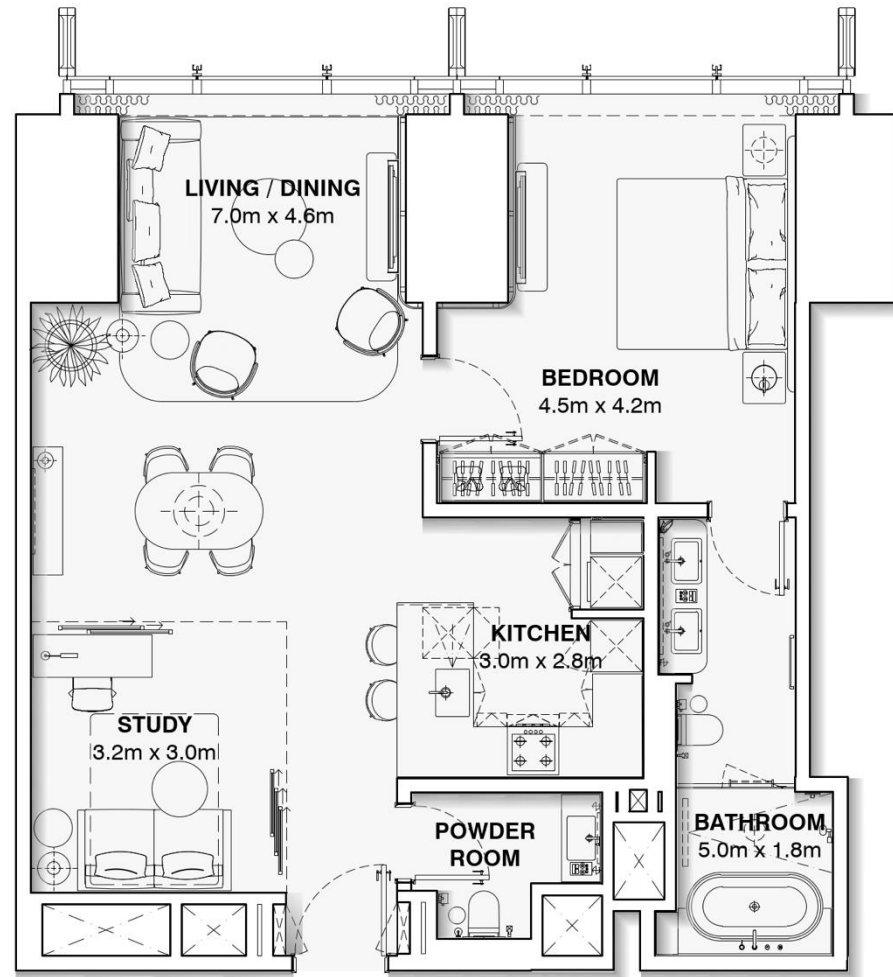 LIVING / DINING
7.0m x 4.6m
BEDROOM
4.5m x 4.2m
KITCHEN
3.0m x 2.8m
STUDY
3.2m x 3.0m
POWDER
ROOM
BATHROOM
5.0m x 1.8m